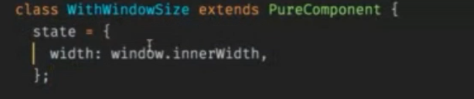 class WithWindowSize extends PureComponent {
state = {
width: window.innerWidth,
};